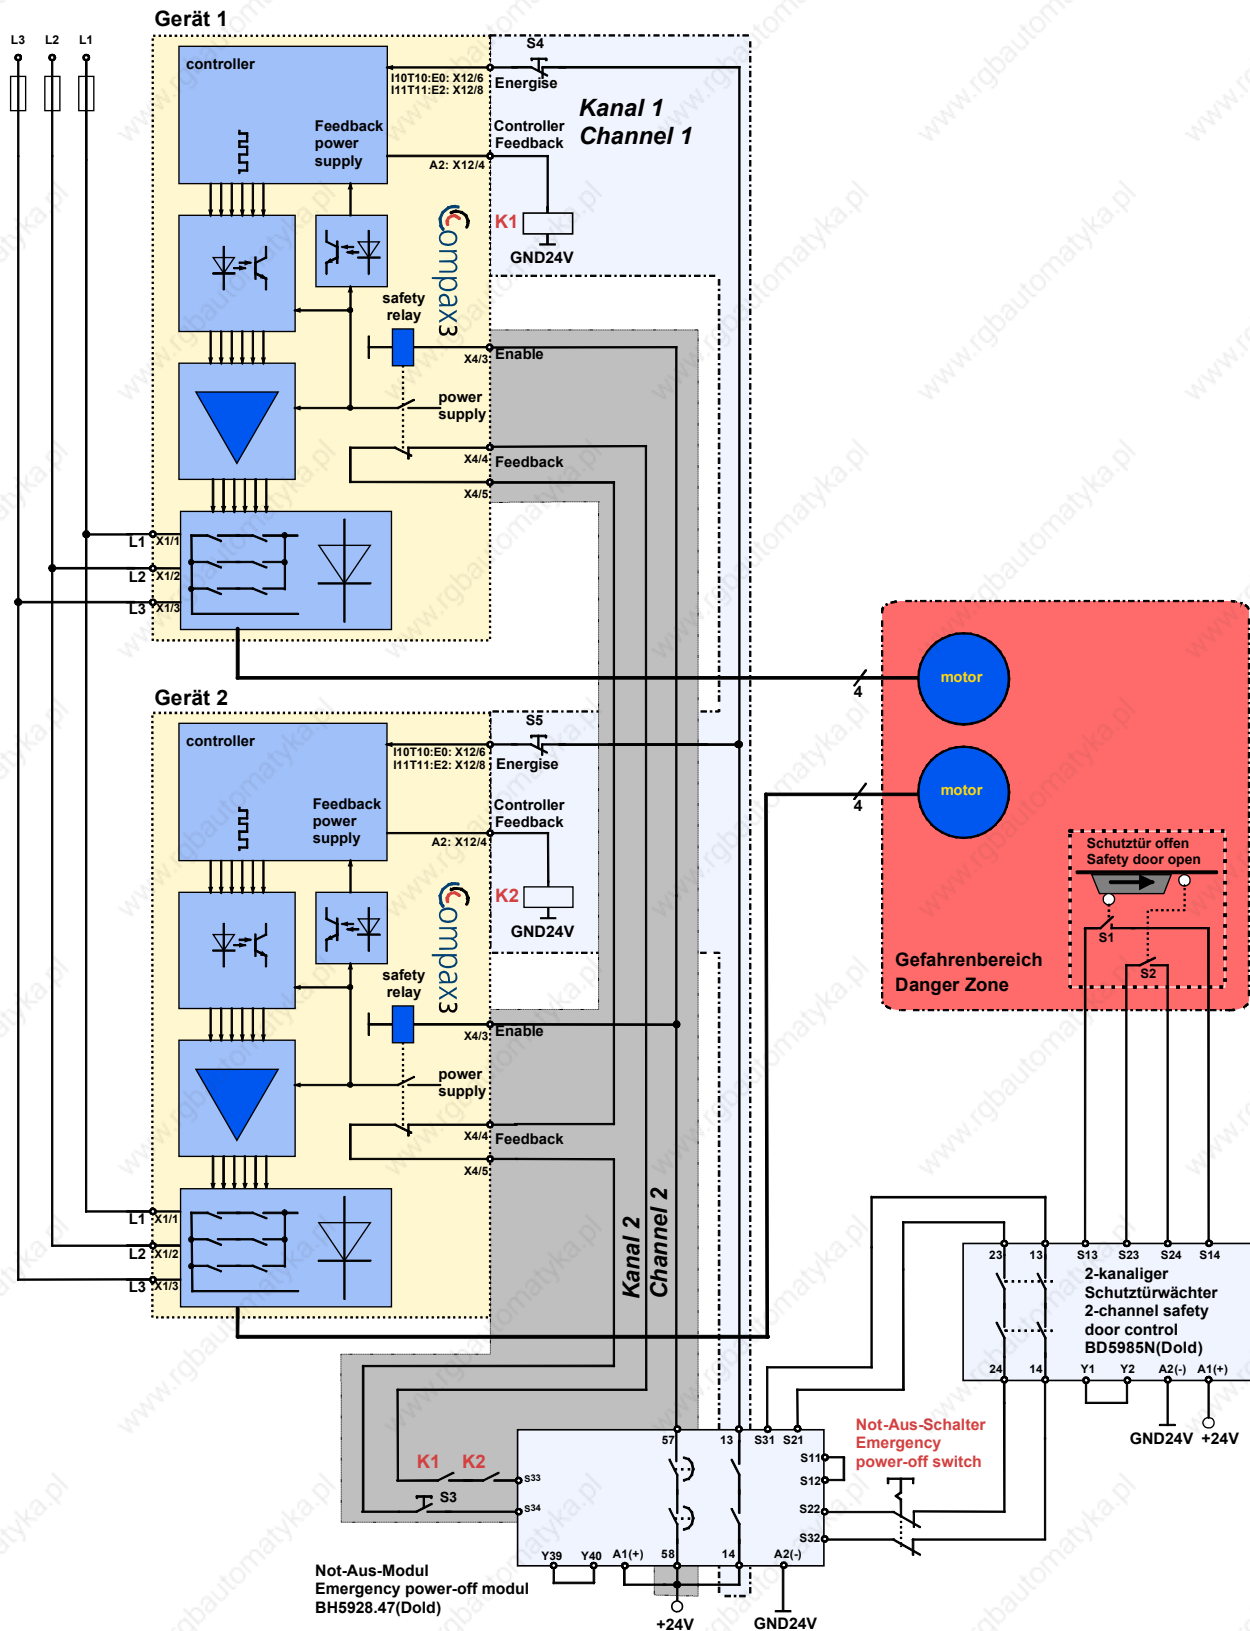 Gerät 1
L3 L2 L1
controller
Feedback
power
supply
I10T10:E0: X12/6
I11T11:E2: X12/8
S4
Energise
Kanal 1
Channel 1
Controller
Feedback
A2: X12/4
K1
GND24V
Compax3
safety
relay
X4/3
Enable
power
supply
X4/4
Feedback
X4/5
L1 X1/1
L2 X1/2
L3 X1/3
4
motor
Gerät 2
controller
Feedback
power
supply
I10T10:E0: X12/6
I11T11:E2: X12/8
S5
Energise
Controller
Feedback
A2: X12/4
K2
GND24V
Compax3
safety
relay
X4/3
Enable
power
supply
X4/4
Feedback
X4/5
L1 X1/1
L2 X1/2
L3 X1/3
4
motor
Schutztür offen
Safety door open
S1
S2
Gefahrenbereich
Danger Zone
Kanal 2
Channel 2
23 13 S13 S23 S24 S14
2-kanaliger
Schutztürwächter
2-channel safety
door control
BD5985N(Dold)
24 14 Y1 Y2 A2(-) A1(+)
GND24V +24V
Not-Aus-Schalter
Emergency
power-off switch
57 13 S31 S21
S11
S12
S22
S32
K1 K2
S33
S3
S34
Y39 Y40 A1(+) 58 14 A2(-)
Not-Aus-Modul
Emergency power-off modul
BH5928.47(Dold)
+24V
GND24V
www.rgbautomatyka.pl